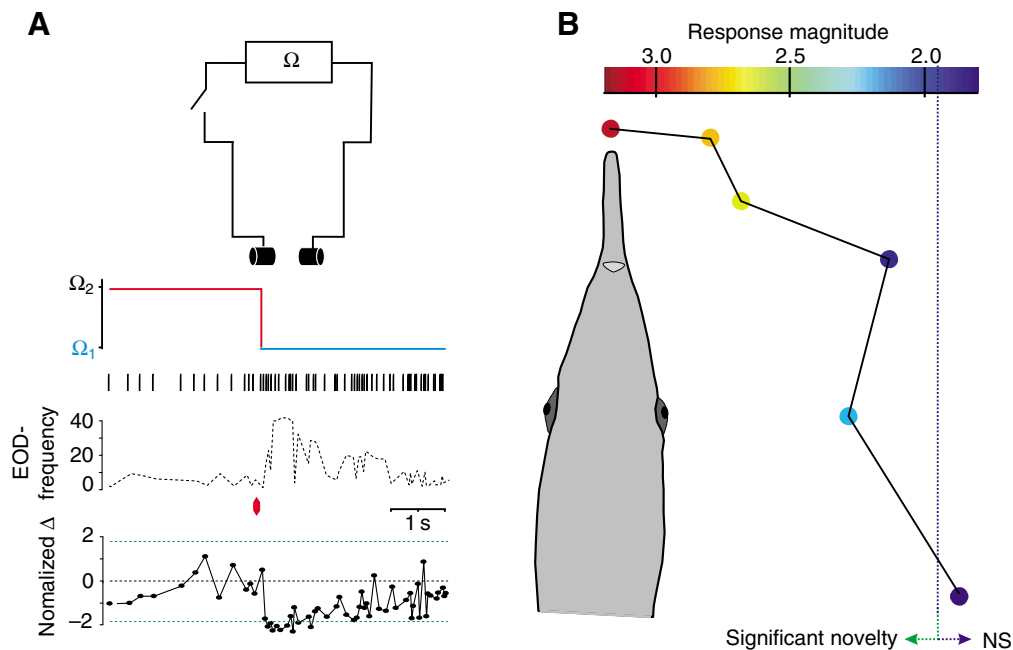 A
Ω
Ω2
Ω1
EOD-
frequency
40
20
0
1 s
Nomalized Δ
2
0
−2
B
Response magnitude
3.0
2.5
2.0
Significant novelty
NS